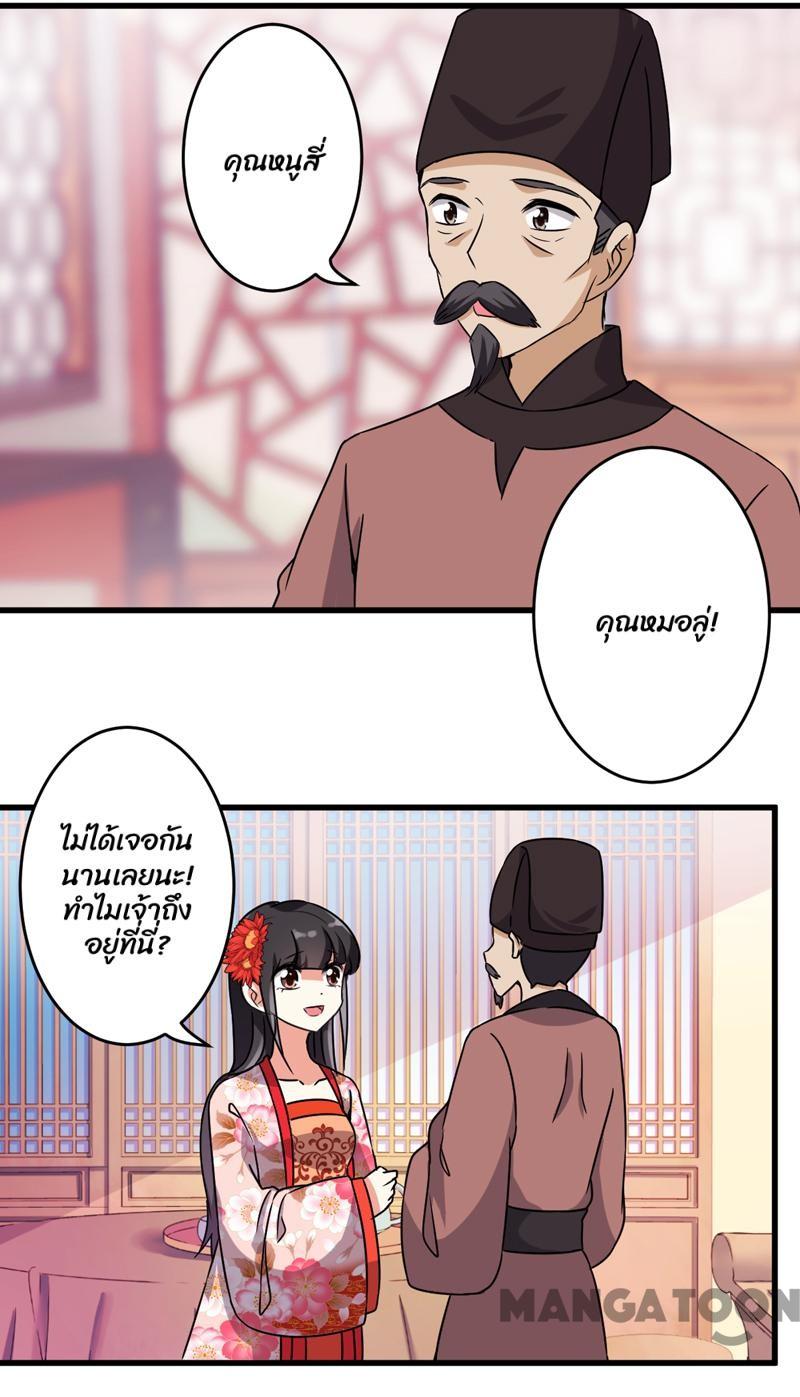 คุณหนูสี่
คุณหมอลู่!
ไม่ได้เจอกัน
นานเลยนะ!
ทำไมเจ้าถึง
อยู่ที่นี่?
MANGATOON